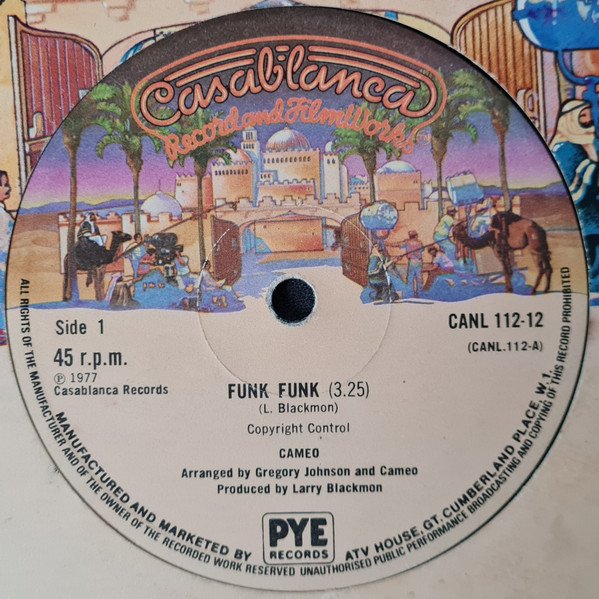 Casablanca
Record and FilmWorks
Side 1
45 r.p.m.
℗ 1977
Casablanca Records
CANL 112-12
(CANL.112-A)
FUNK FUNK (3.25)
(L. Blackmon)
Copyright Control
CAMEO
Arranged by Gregory Johnson and Cameo
Produced by Larry Blackmon
PYE
RECORDS
MANUFACTURED AND MARKETED BY
ATV HOUSE, GT. CUMBERLAND PLACE, W.1.
ALL RIGHTS OF THE MANUFACTURER AND OF THE OWNER OF THE RECORDED WORK RESERVED UNAUTHORISED PUBLIC PERFORMANCE BROADCASTING AND COPYING OF THIS RECORD PROHIBITED